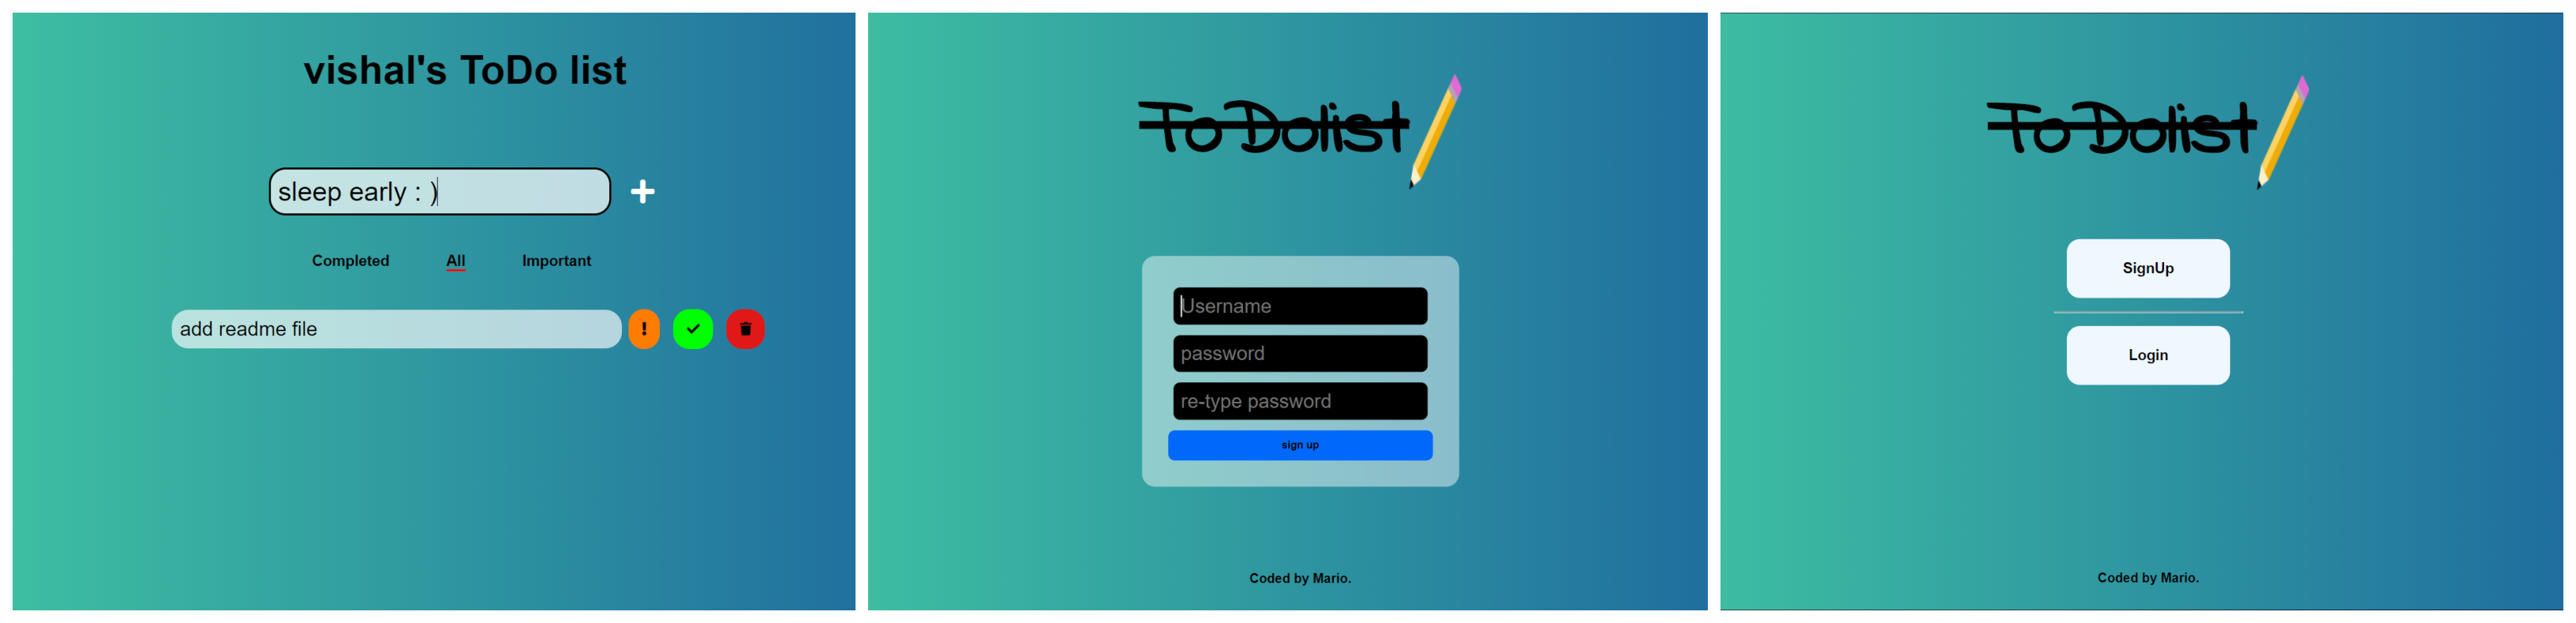 vishal's ToDo list
sleep early : )
Completed All Important
add readme file
ToDolist
Username
password
re-type password
sign up
Coded by Mario.
ToDolist
SignUp
Login
Coded by Mario.